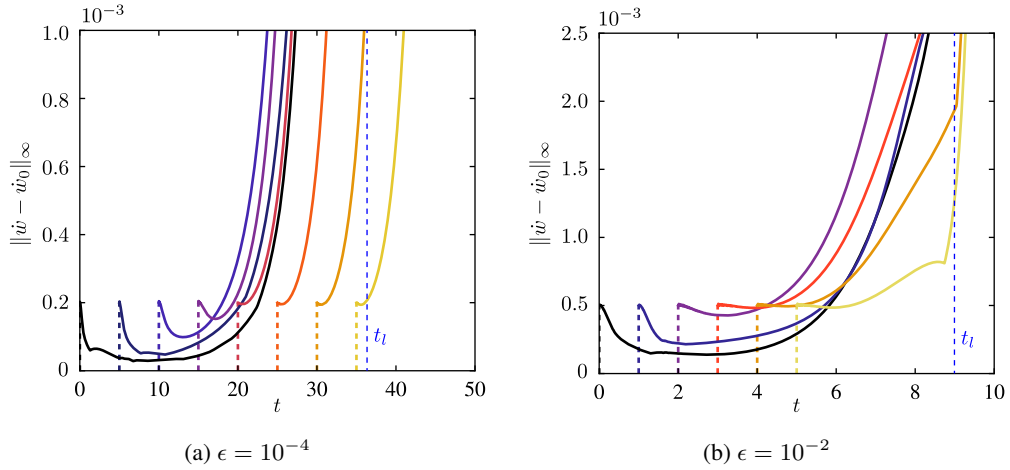 10⁻³
1.0
0.8
0.6
0.4
0.2
0
0 10 20 30 40 50
t
‖ẇ − ẇ₀‖∞
t_l
(a) ϵ = 10⁻⁴
10⁻³
2.5
2.0
1.5
1.0
0.5
0
0 2 4 6 8 10
t
‖ẇ − ẇ₀‖∞
t_l
(b) ϵ = 10⁻²